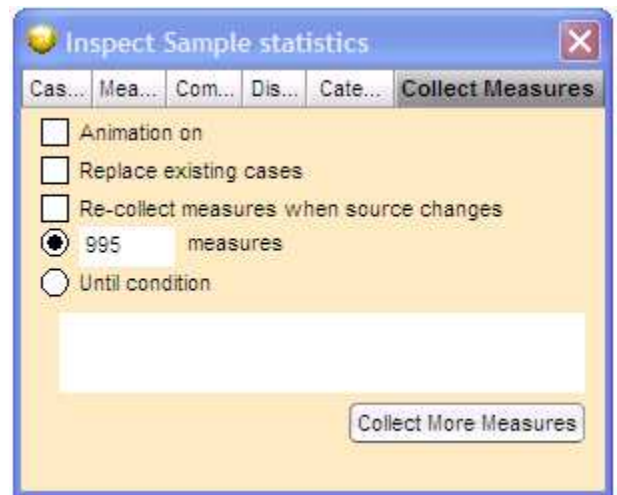 Inspect Sample statistics
Cas... Mea... Com... Dis... Cate... Collect Measures
Animation on
Replace existing cases
Re-collect measures when source changes
995 measures
Until condition
Collect More Measures